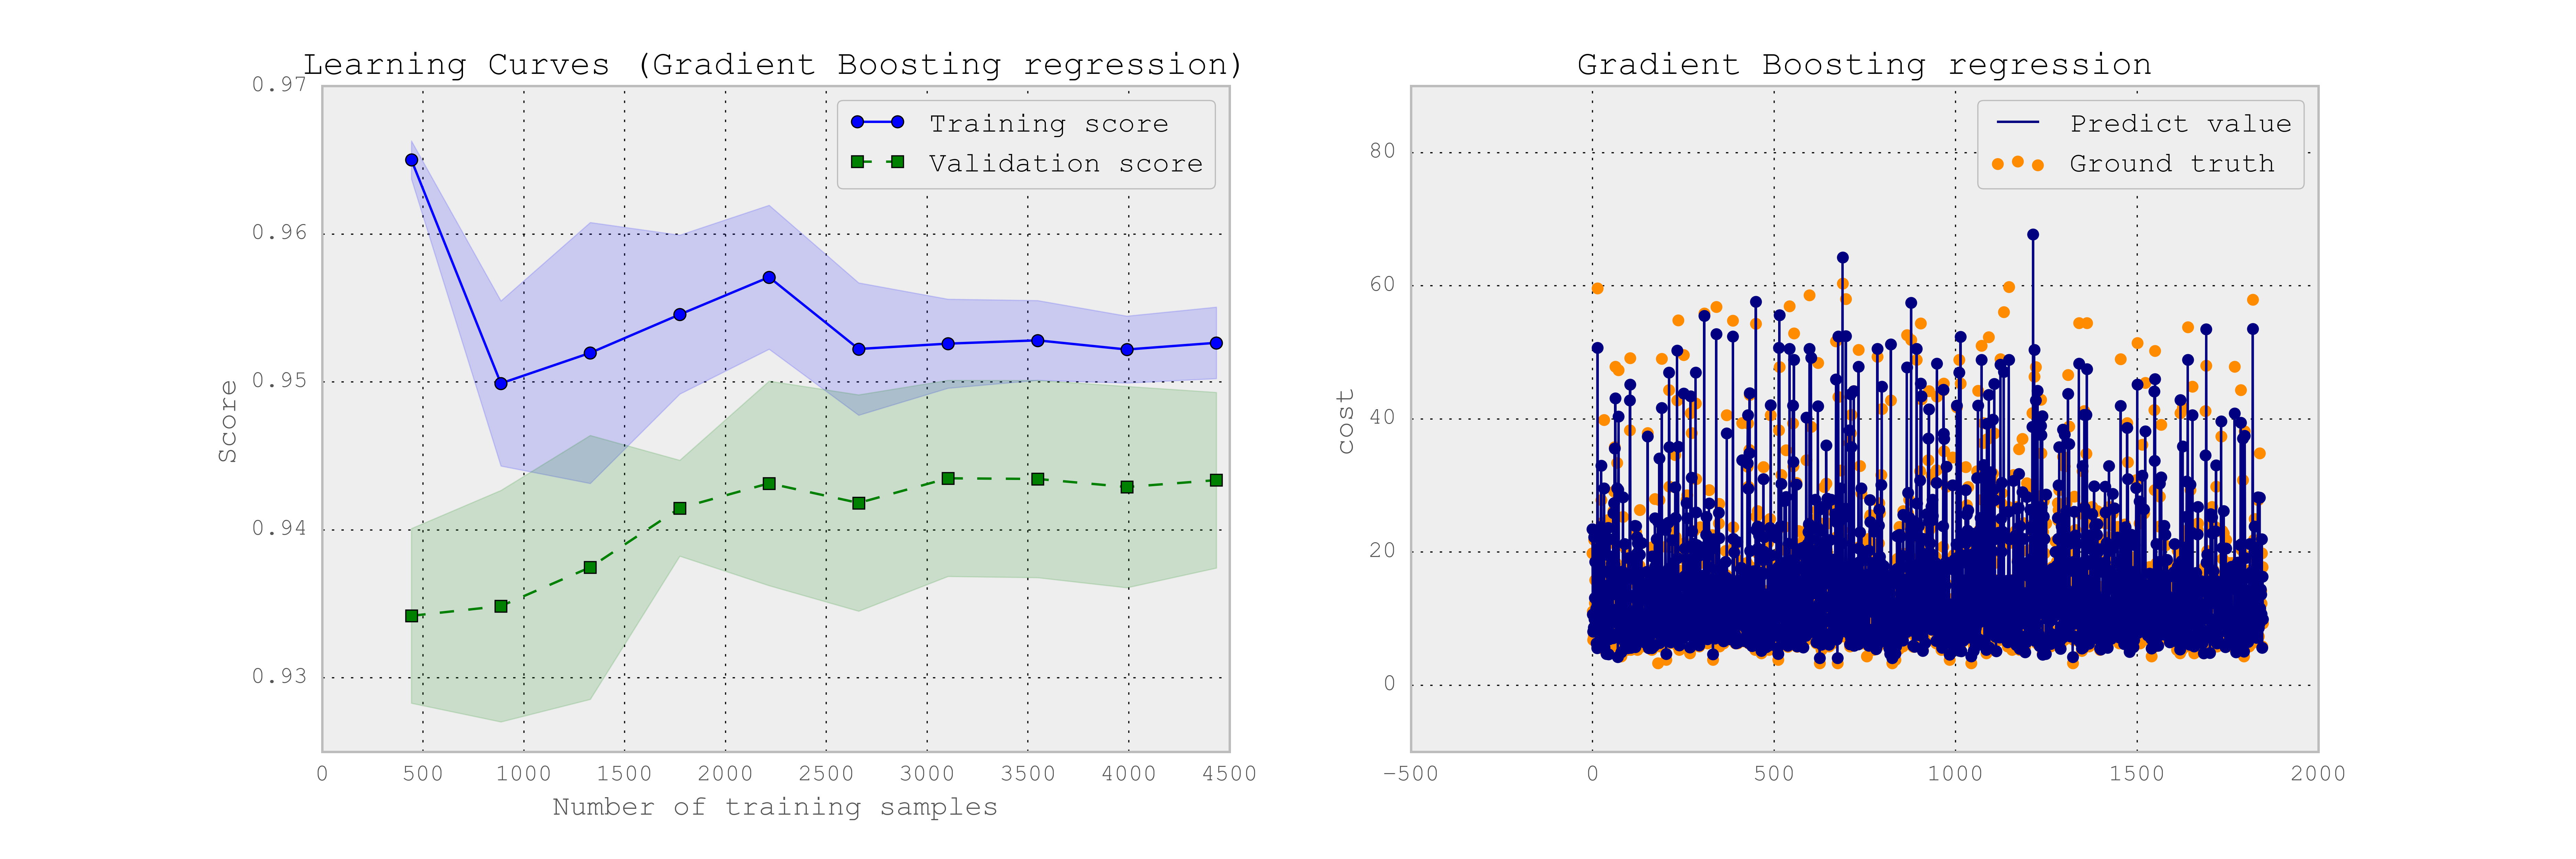 Learning Curves (Gradient Boosting regression)
0.97
0.96
0.95
0.94
0.93
Score
Training score
Validation score
0 500 1000 1500 2000 2500 3000 3500 4000 4500
Number of training samples
Gradient Boosting regression
80
60
40
20
0
cost
Predict value
Ground truth
−500 0 500 1000 1500 2000